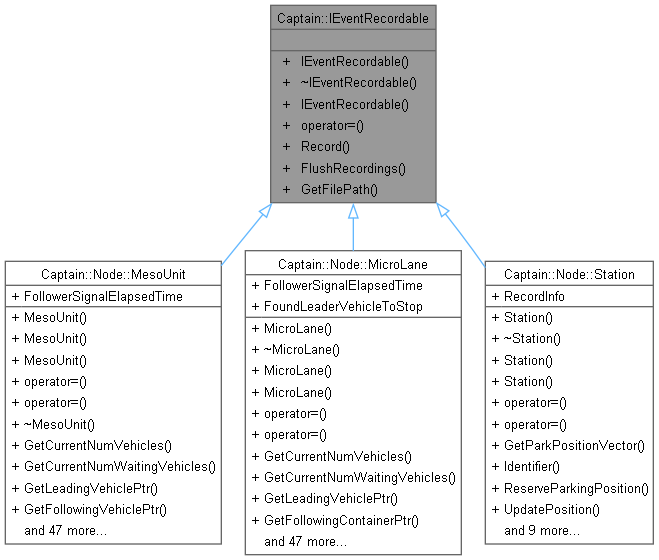 Captain::IEventRecordable
+ IEventRecordable()
+ ~IEventRecordable()
+ IEventRecordable()
+ operator=()
+ Record()
+ FlushRecordings()
+ GetFilePath()
Captain::Node::MesoUnit
+ FollowerSignalElapsedTime
+ MesoUnit()
+ MesoUnit()
+ MesoUnit()
+ operator=()
+ operator=()
+ ~MesoUnit()
+ GetCurrentNumVehicles()
+ GetCurrentNumWaitingVehicles()
+ GetLeadingVehiclePtr()
+ GetFollowingVehiclePtr()
and 47 more...
Captain::Node::MicroLane
+ FollowerSignalElapsedTime
+ FoundLeaderVehicleToStop
+ MicroLane()
+ ~MicroLane()
+ MicroLane()
+ MicroLane()
+ operator=()
+ operator=()
+ GetCurrentNumVehicles()
+ GetCurrentNumWaitingVehicles()
+ GetLeadingVehiclePtr()
+ GetFollowingContainerPtr()
and 47 more...
Captain::Node::Station
+ RecordInfo
+ Station()
+ ~Station()
+ Station()
+ Station()
+ operator=()
+ operator=()
+ GetParkPositionVector()
+ Identifier()
+ ReserveParkingPosition()
+ UpdatePosition()
and 9 more...